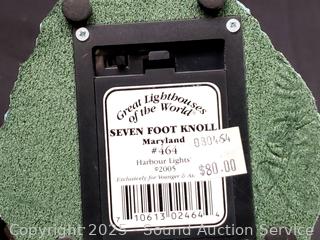 Great Lighthouses
of the World
SEVEN FOOT KNOLL
Maryland
#464
Harbour Lights
©2005
Exclusively for Younger & As
030464
$80.00
7 10613 02464 4
Copyright 2023 - Sound Auction Service